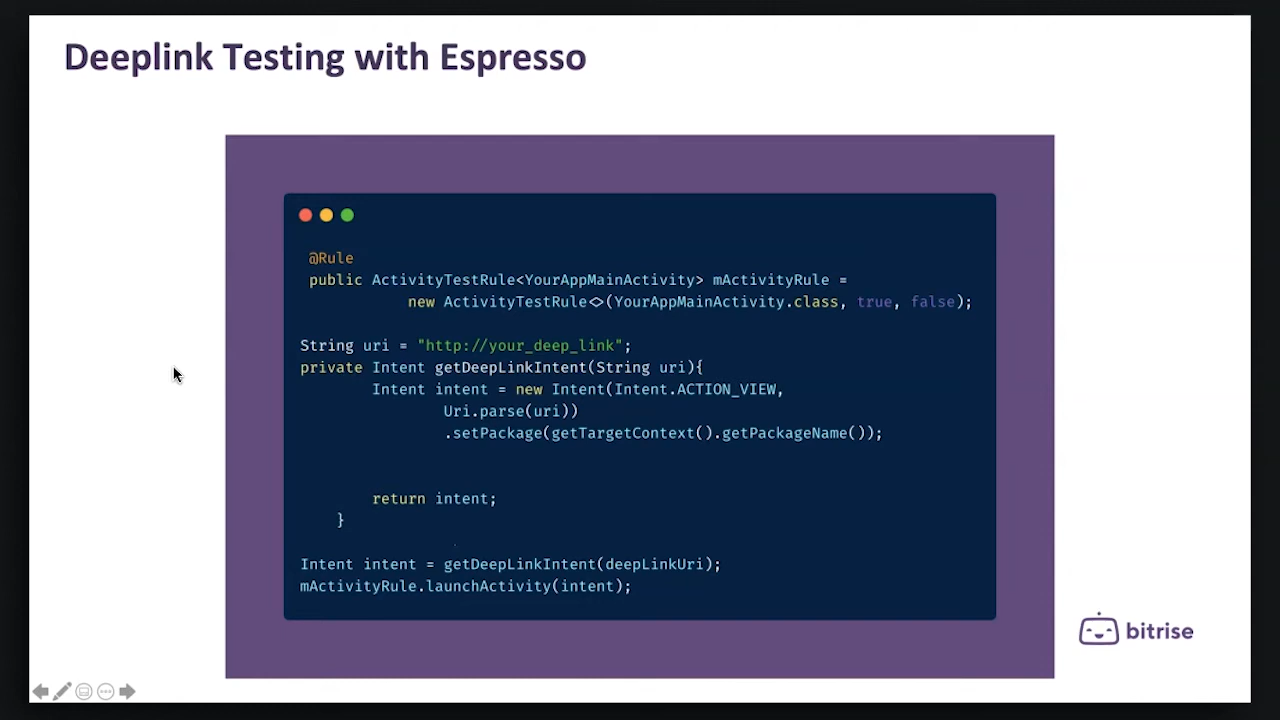 Deeplink Testing with Espresso
@Rule
public ActivityTestRule<YourAppMainActivity> mActivityRule =
new ActivityTestRule<>(YourAppMainActivity.class, true, false);
String uri = "http://your_deep_link";
private Intent getDeepLinkIntent(String uri){
Intent intent = new Intent(Intent.ACTION_VIEW,
Uri.parse(uri))
.setPackage(getTargetContext().getPackageName());
return intent;
}
Intent intent = getDeepLinkIntent(deepLinkUri);
mActivityRule.launchActivity(intent);
bitrise